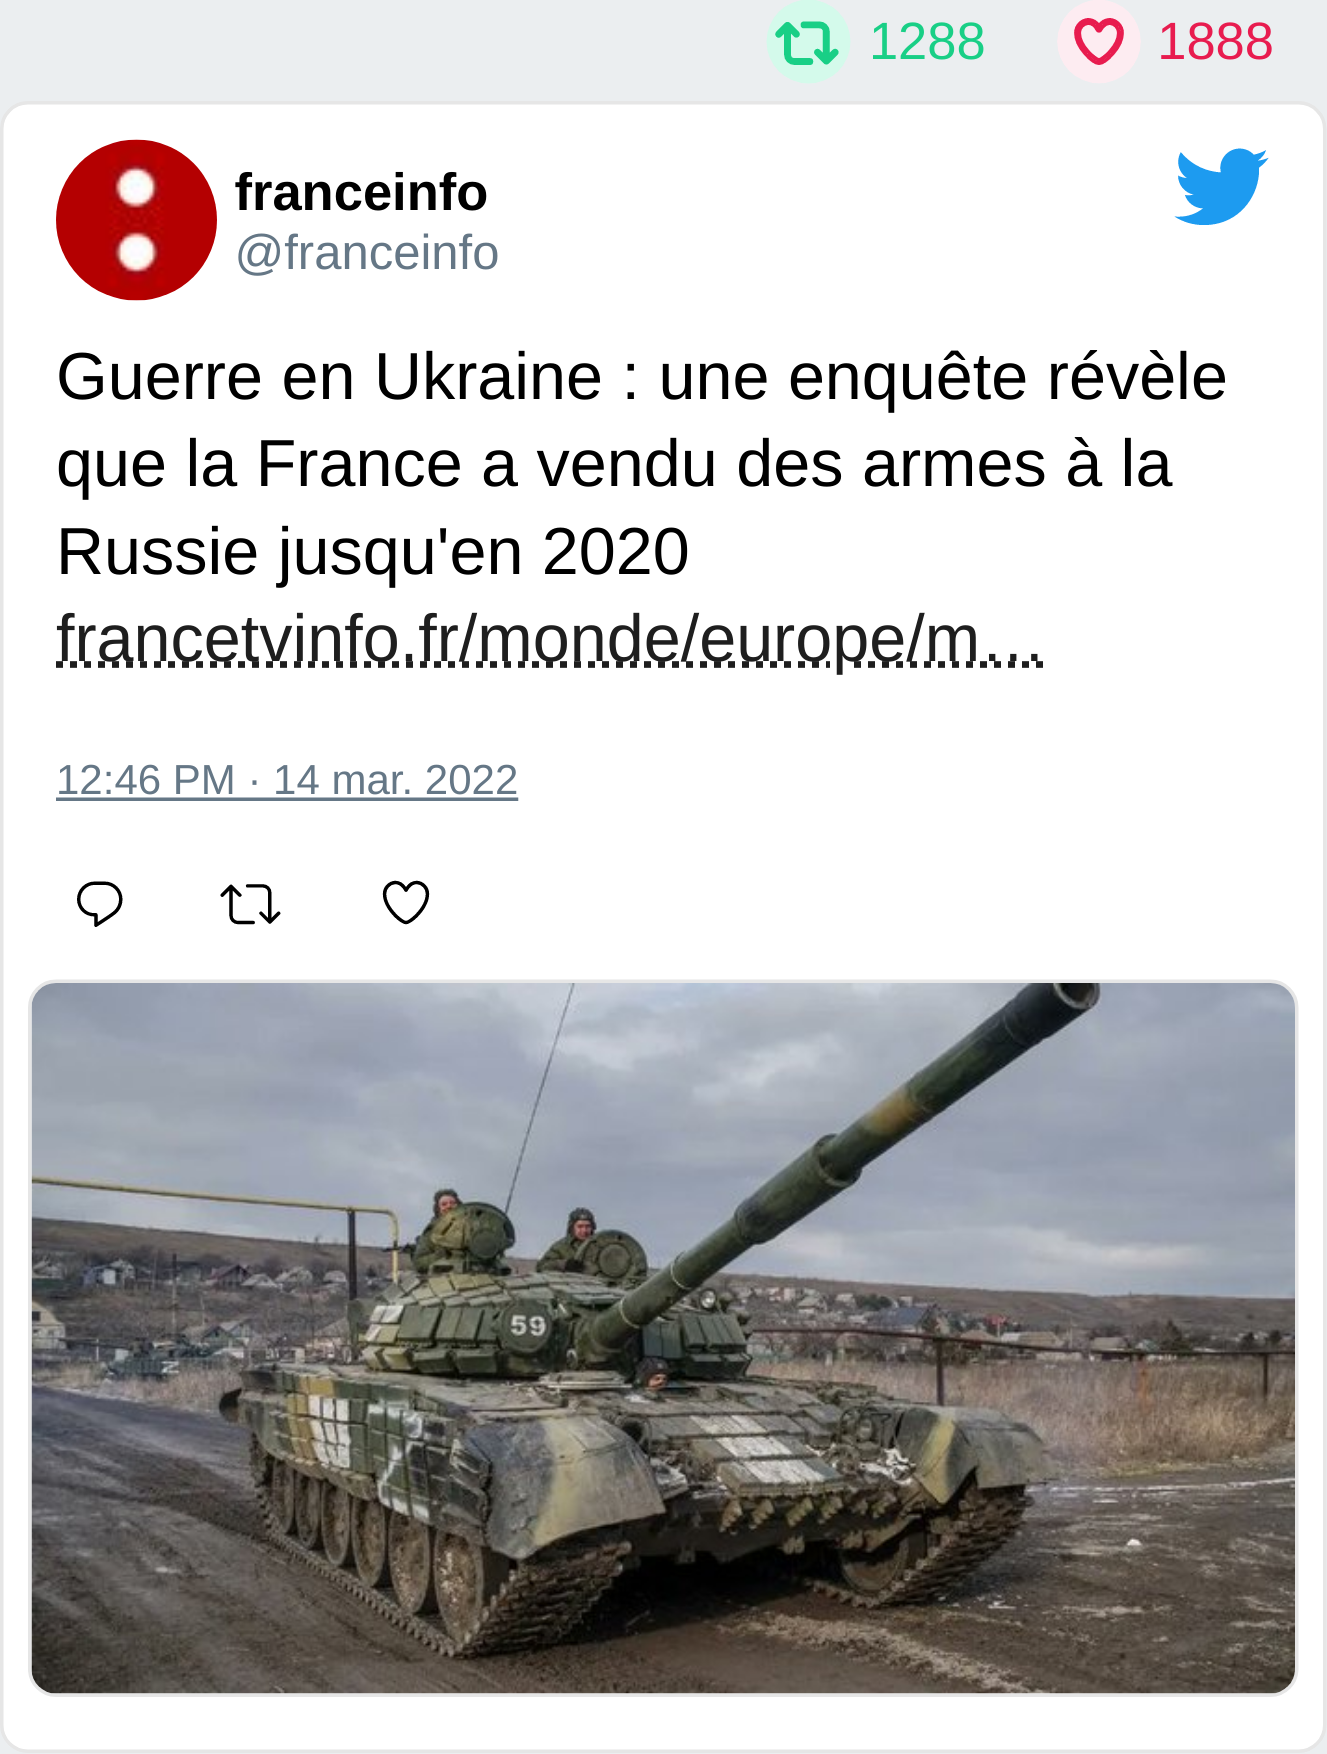 1288 1888
franceinfo
@franceinfo
Guerre en Ukraine : une enquête révèle
que la France a vendu des armes à la
Russie jusqu'en 2020
francetvinfo.fr/monde/europe/m…
12:46 PM · 14 mar. 2022
59